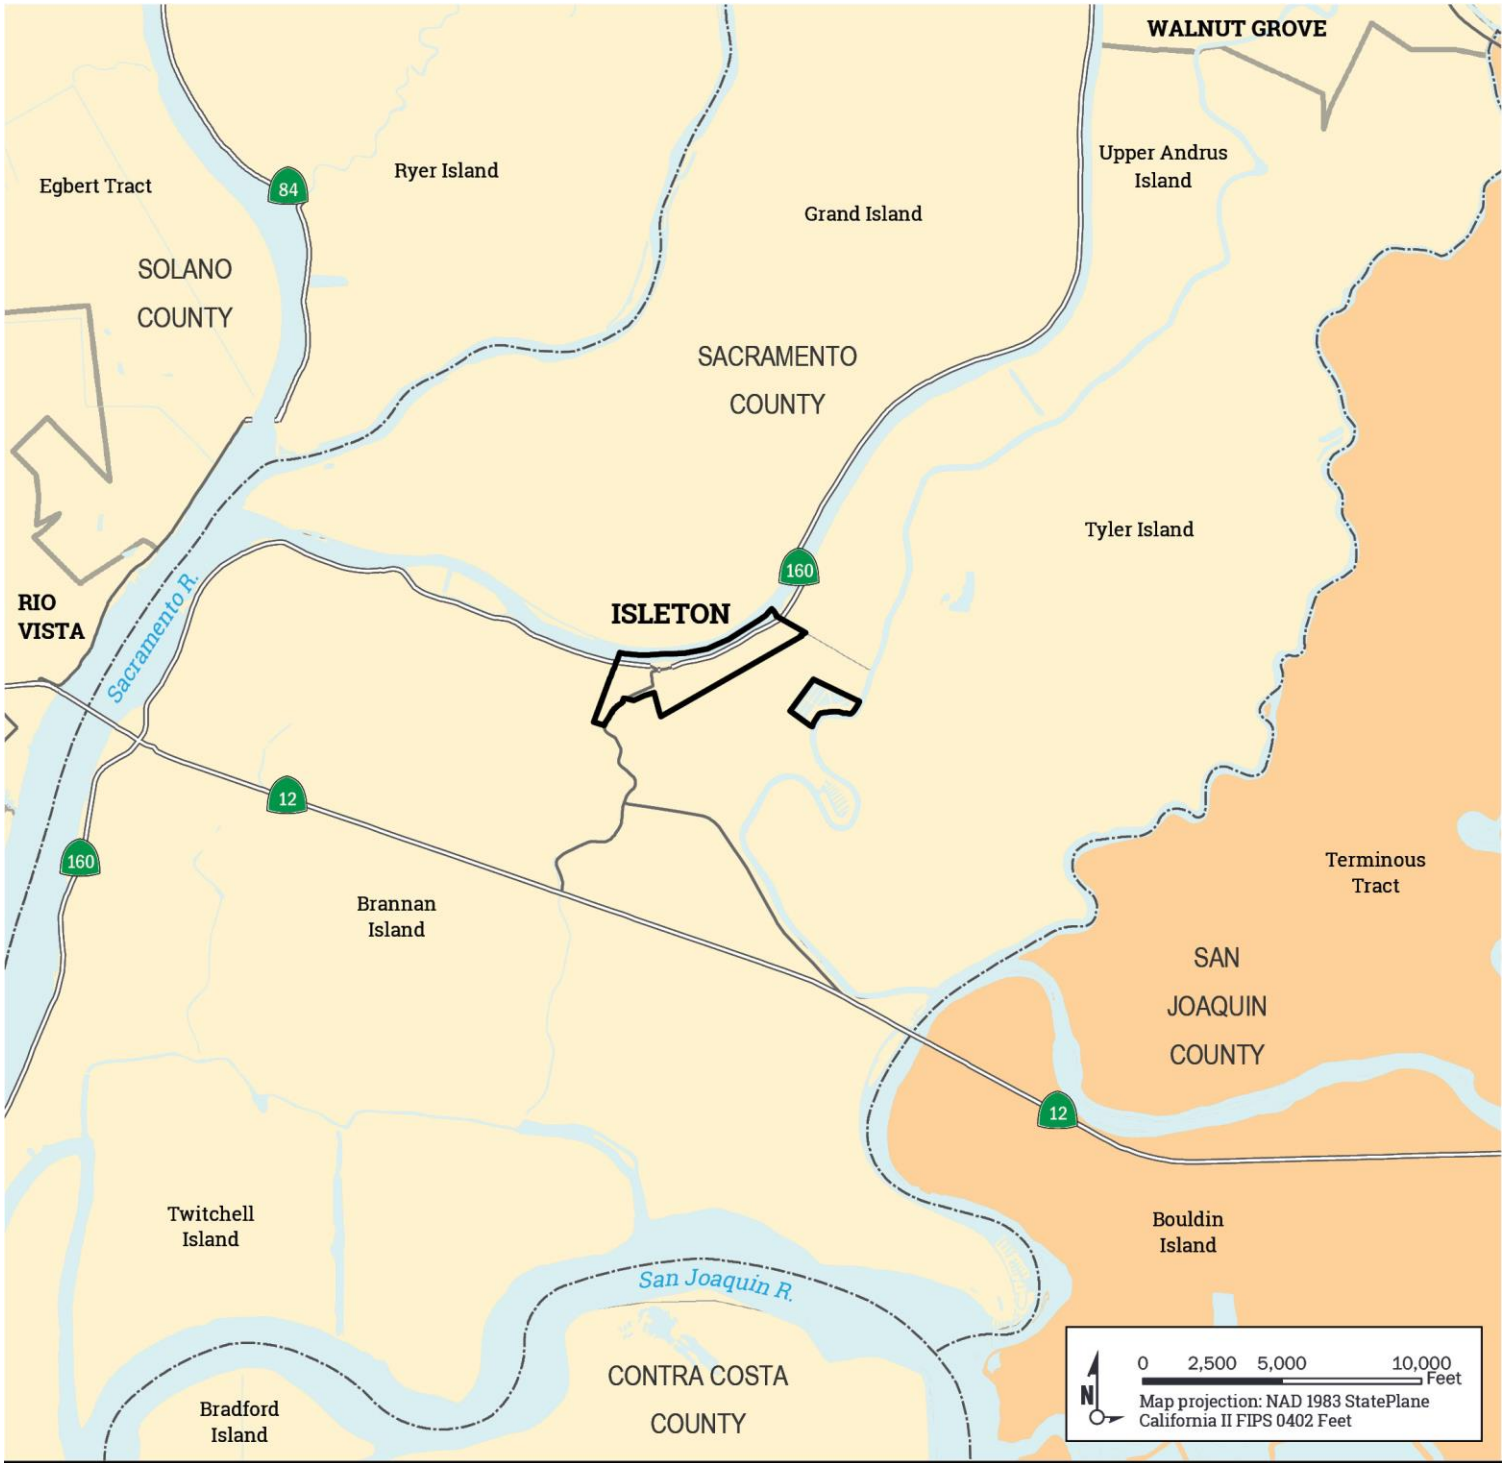 WALNUT GROVE
Upper Andrus
Island
Ryer Island
84
Egbert Tract
Grand Island
SOLANO
COUNTY
SACRAMENTO
COUNTY
Tyler Island
160
ISLETON
RIO
VISTA
Sacramento R.
12
160
Brannan
Island
Terminous
Tract
SAN
JOAQUIN
COUNTY
12
Twitchell
Island
Bouldin
Island
San Joaquin R.
CONTRA COSTA
COUNTY
Bradford
Island
N
0 2,500 5,000 10,000
Feet
Map projection: NAD 1983 StatePlane
California II FIPS 0402 Feet